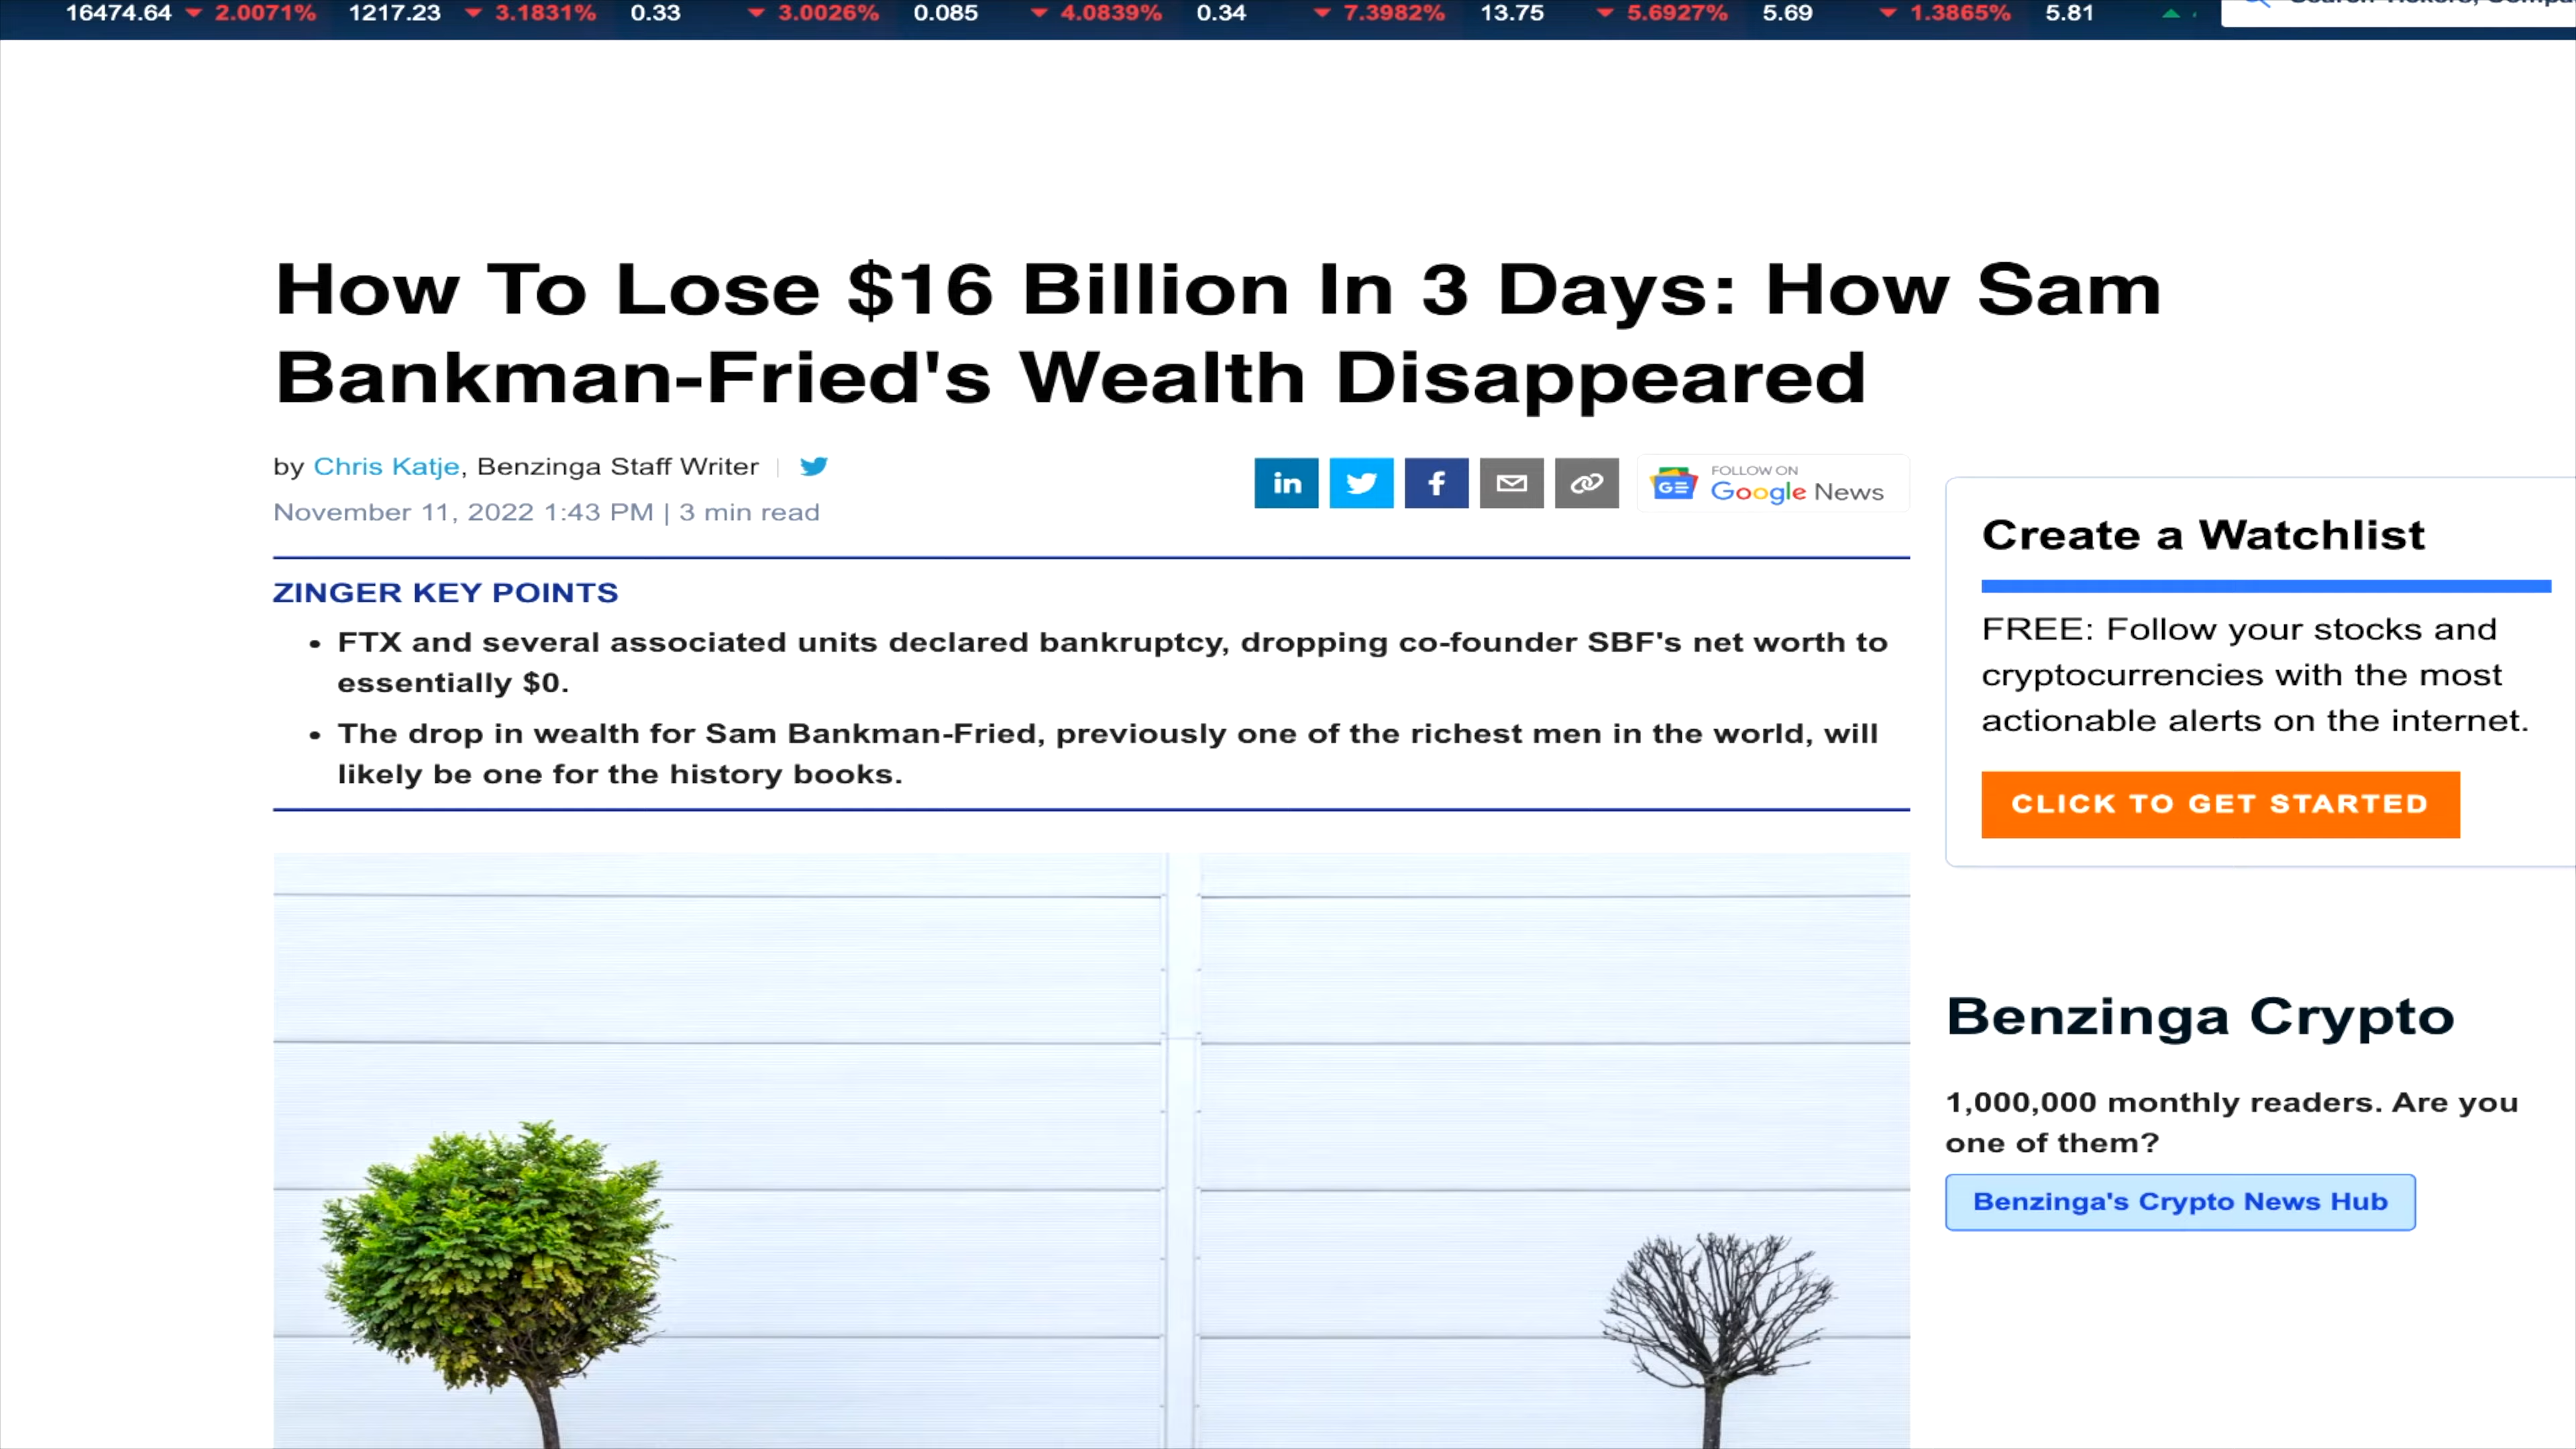 16474.64 2.0071% 1217.23 3.1831% 0.33 3.0026% 0.085 4.0839% 0.34 7.3982% 13.75 5.6927% 5.69 1.3865% 5.81
How To Lose $16 Billion In 3 Days: How Sam
Bankman-Fried's Wealth Disappeared
by Chris Katje, Benzinga Staff Writer
November 11, 2022 1:43 PM | 3 min read
in
f
GE
FOLLOW ON
Google News
ZINGER KEY POINTS
• FTX and several associated units declared bankruptcy, dropping co-founder SBF's net worth to
essentially $0.
• The drop in wealth for Sam Bankman-Fried, previously one of the richest men in the world, will
likely be one for the history books.
Create a Watchlist
FREE: Follow your stocks and
cryptocurrencies with the most
actionable alerts on the internet.
CLICK TO GET STARTED
Benzinga Crypto
1,000,000 monthly readers. Are you
one of them?
Benzinga's Crypto News Hub